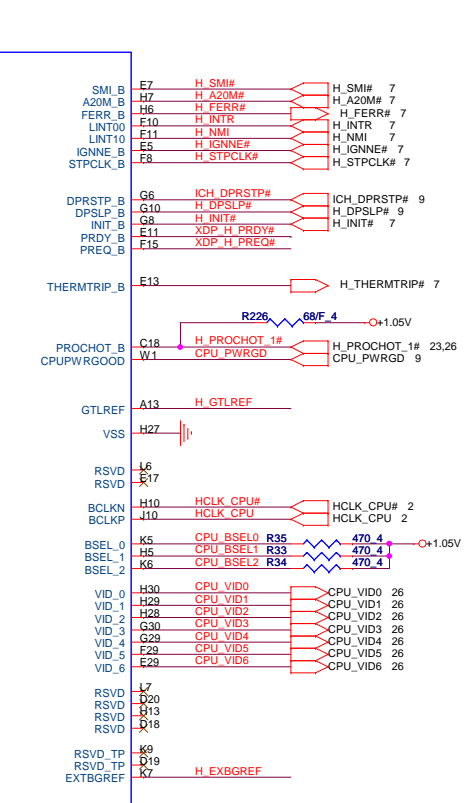 SMI_B E7 H_SMI# H_SMI# 7
A20M_B H7 H_A20M# H_A20M# 7
FERR_B H6 H_FERR# H_FERR# 7
LINT00 F10 H_INTR H_INTR 7
LINT10 F11 H_NMI H_NMI 7
IGNNE_B E5 H_IGNNE# H_IGNNE# 7
STPCLK_B F8 H_STPCLK# H_STPCLK# 7
DPRSTP_B G6 ICH_DPRSTP# ICH_DPRSTP# 9
DPSLP_B G10 H_DPSLP# H_DPSLP# 9
INIT_B G8 H_INIT# H_INIT# 7
PRDY_B E11 XDP_H_PRDY#
PREQ_B F15 XDP_H_PREQ#
THERMTRIP_B E13 H_THERMTRIP# 7
R226 68/F_4 +1.05V
PROCHOT_B C18 H_PROCHOT_1# H_PROCHOT_1# 23,26
CPUPWRGOOD W1 CPU_PWRGD CPU_PWRGD 9
GTLREF A13 H_GTLREF
VSS H27
RSVD L6
RSVD E17
BCLKN H10 HCLK_CPU# HCLK_CPU# 2
BCLKP J10 HCLK_CPU HCLK_CPU 2
BSEL_0 K5 CPU_BSEL0 R35 470_4 +1.05V
BSEL_1 H5 CPU_BSEL1 R33 470_4
BSEL_2 K6 CPU_BSEL2 R34 470_4
VID_0 H30 CPU_VID0 CPU_VID0 26
VID_1 H29 CPU_VID1 CPU_VID1 26
VID_2 H28 CPU_VID2 CPU_VID2 26
VID_3 G30 CPU_VID3 CPU_VID3 26
VID_4 G29 CPU_VID4 CPU_VID4 26
VID_5 F29 CPU_VID5 CPU_VID5 26
VID_6 E29 CPU_VID6 CPU_VID6 26
RSVD L7
RSVD D20
RSVD H13
RSVD D18
RSVD_TP K9
RSVD_TP D19
EXTBGREF K7 H_EXBGREF